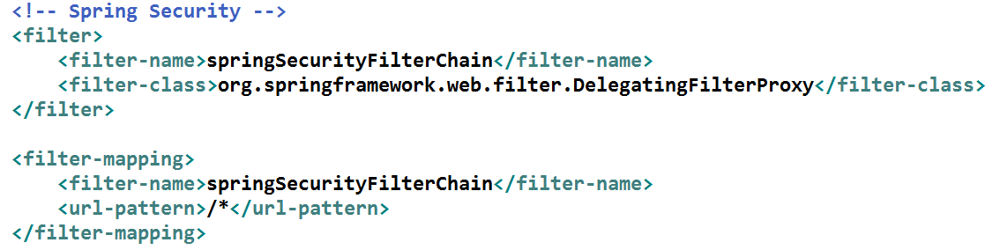 <!-- Spring Security -->
<filter>
    <filter-name>springSecurityFilterChain</filter-name>
    <filter-class>org.springframework.web.filter.DelegatingFilterProxy</filter-class>
</filter>

<filter-mapping>
    <filter-name>springSecurityFilterChain</filter-name>
    <url-pattern>/*</url-pattern>
</filter-mapping>